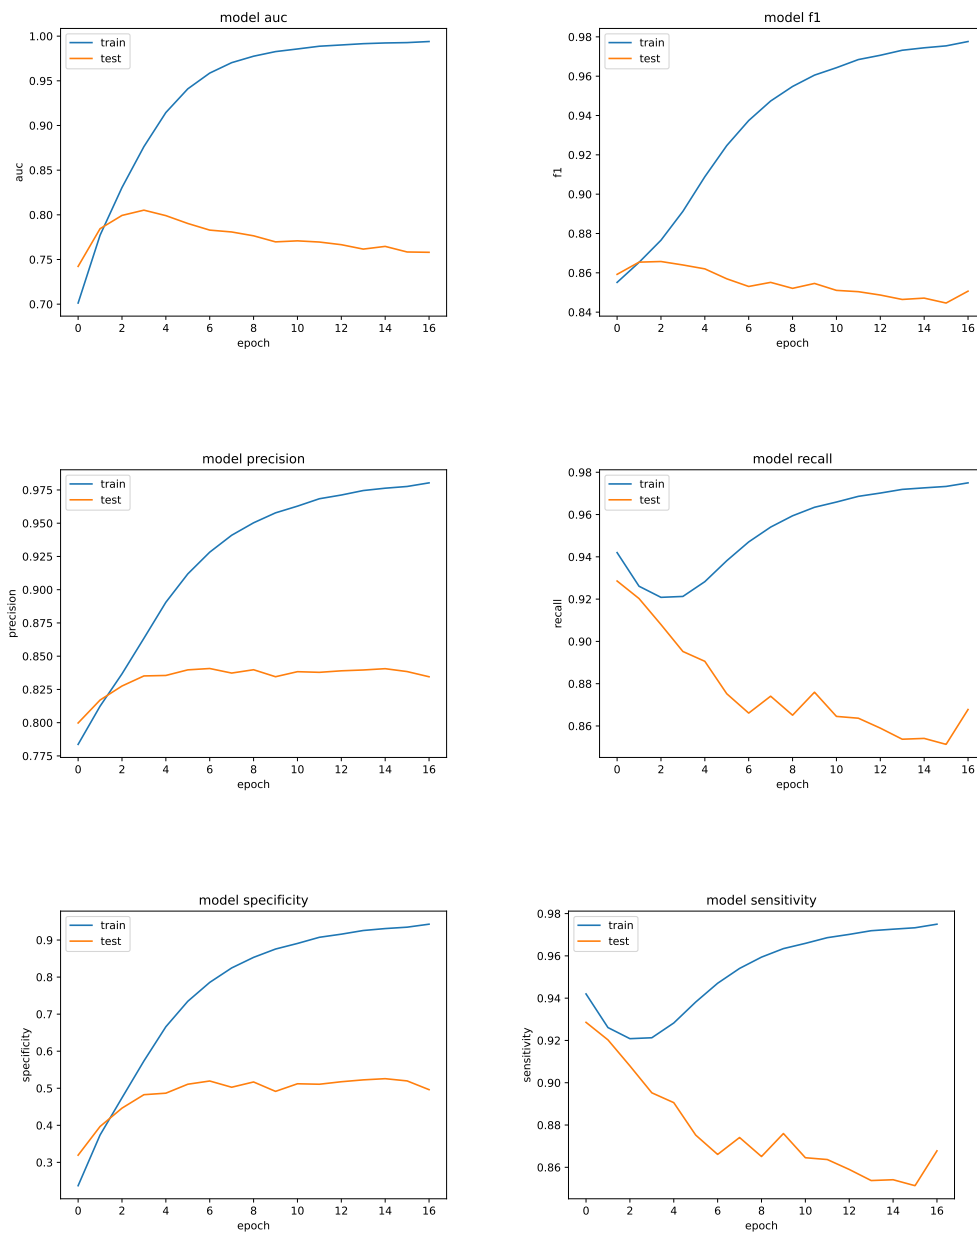 model auc
train
test
1.00
0.95
0.90
0.85
0.80
0.75
0.70
auc
0 2 4 6 8 10 12 14 16
epoch
model f1
train
test
0.98
0.96
0.94
0.92
0.90
0.88
0.86
0.84
f1
0 2 4 6 8 10 12 14 16
epoch
model precision
train
test
0.975
0.950
0.925
0.900
0.875
0.850
0.825
0.800
0.775
precision
0 2 4 6 8 10 12 14 16
epoch
model recall
train
test
0.98
0.96
0.94
0.92
0.90
0.88
0.86
recall
0 2 4 6 8 10 12 14 16
epoch
model specificity
train
test
0.9
0.8
0.7
0.6
0.5
0.4
0.3
specificity
0 2 4 6 8 10 12 14 16
epoch
model sensitivity
train
test
0.98
0.96
0.94
0.92
0.90
0.88
0.86
sensitivity
0 2 4 6 8 10 12 14 16
epoch